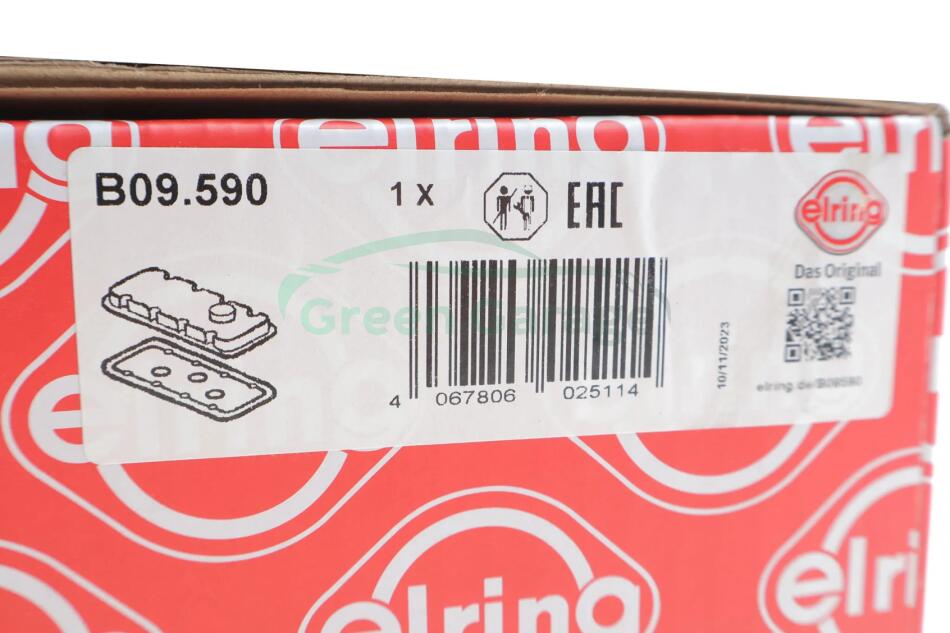 elring
B09.590
1 X
EAC
elring
Das Original
Green Garage
4 067806 025114
10/11/2023
elring.de/B09590
elring
elring
elring